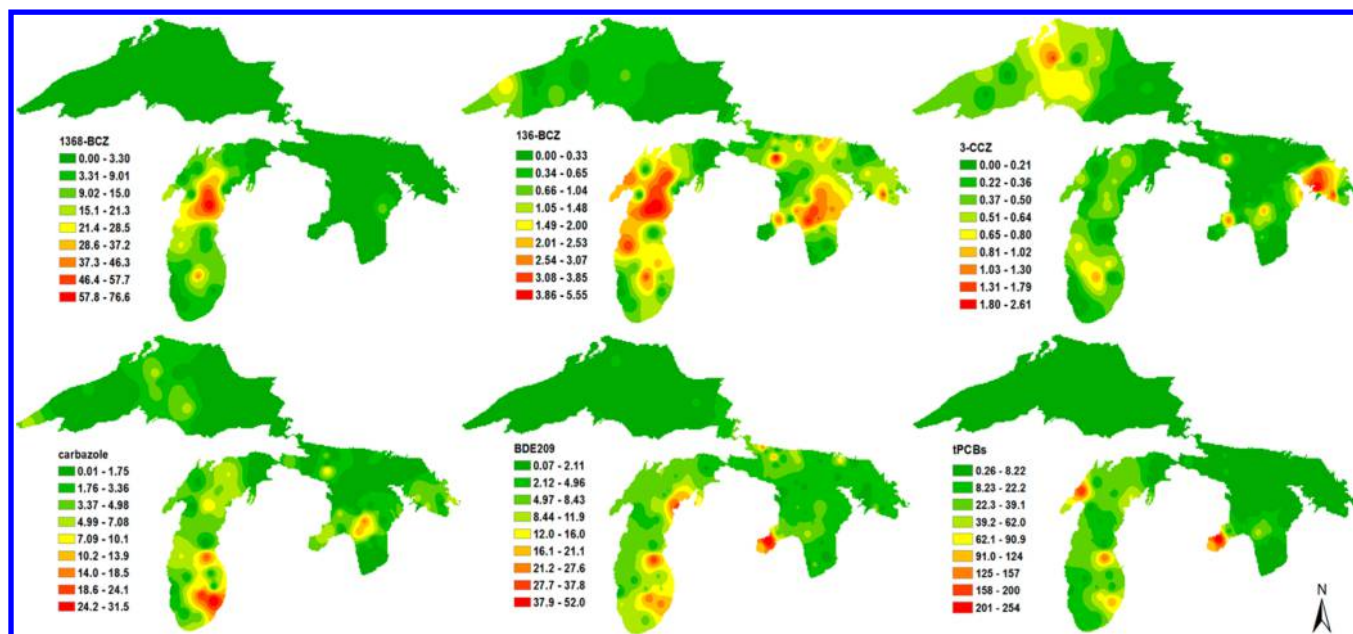 1368-BCZ
0.00 - 3.30
3.31 - 9.01
9.02 - 15.0
15.1 - 21.3
21.4 - 28.5
28.6 - 37.2
37.3 - 46.3
46.4 - 57.7
57.8 - 76.6
136-BCZ
0.00 - 0.33
0.34 - 0.65
0.66 - 1.04
1.05 - 1.48
1.49 - 2.00
2.01 - 2.53
2.54 - 3.07
3.08 - 3.85
3.86 - 5.55
3-CCZ
0.00 - 0.21
0.22 - 0.36
0.37 - 0.50
0.51 - 0.64
0.65 - 0.80
0.81 - 1.02
1.03 - 1.30
1.31 - 1.79
1.80 - 2.61
carbazole
0.01 - 1.75
1.76 - 3.36
3.37 - 4.98
4.99 - 7.08
7.09 - 10.1
10.2 - 13.9
14.0 - 18.5
18.6 - 24.1
24.2 - 31.5
BDE209
0.07 - 2.11
2.12 - 4.96
4.97 - 8.43
8.44 - 11.9
12.0 - 16.0
16.1 - 21.1
21.2 - 27.6
27.7 - 37.8
37.9 - 52.0
tPCBs
0.26 - 8.22
8.23 - 22.2
22.3 - 39.1
39.2 - 62.0
62.1 - 90.9
91.0 - 124
125 - 157
158 - 200
201 - 254
N